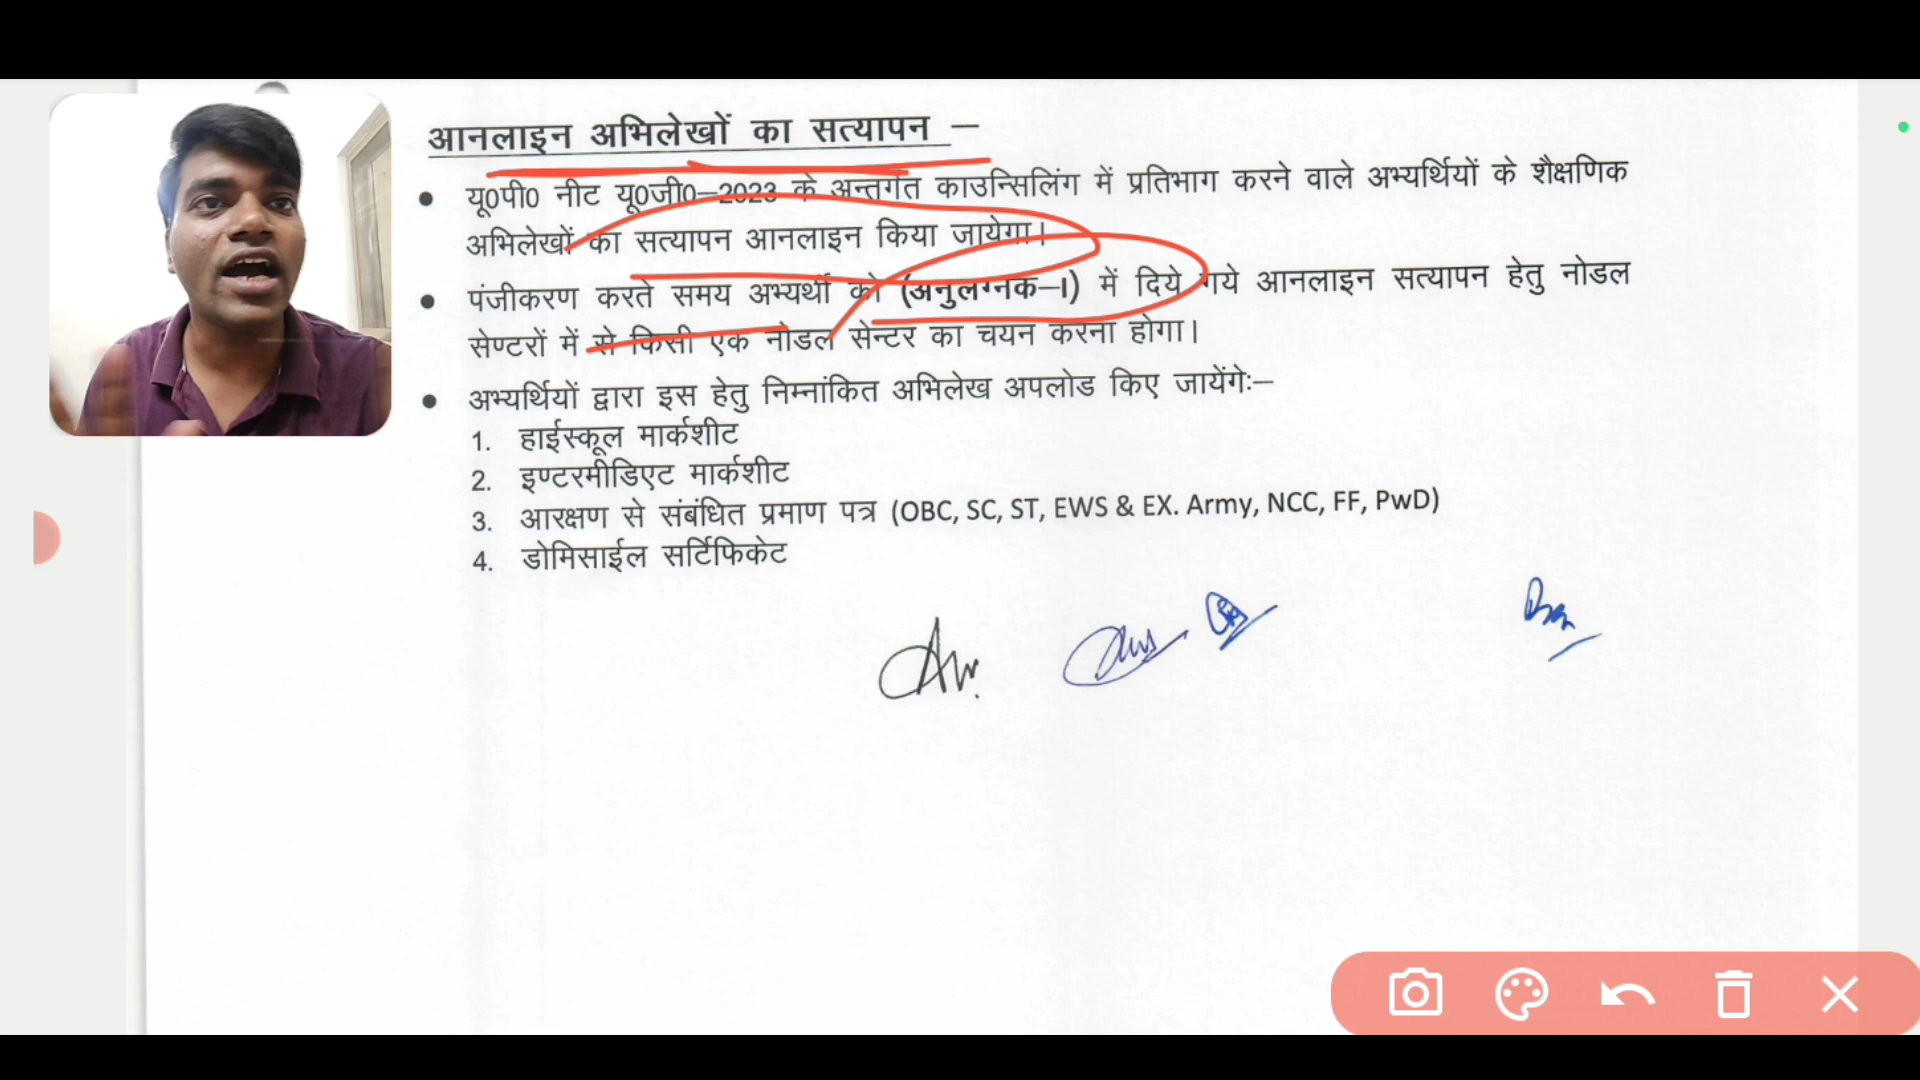 आनलाइन अभिलेखों का सत्यापन –
● यू0पी0 नीट यू0जी0–2023 के अन्तर्गत काउन्सिलिंग में प्रतिभाग करने वाले अभ्यर्थियों के शैक्षणिक
अभिलेखों का सत्यापन आनलाइन किया जायेगा।
● पंजीकरण करते समय अभ्यर्थी को (अनुलग्नक–I) में दिये गये आनलाइन सत्यापन हेतु नोडल
सेण्टरों में से किसी एक नोडल सेन्टर का चयन करना होगा।
● अभ्यर्थियों द्वारा इस हेतु निम्नांकित अभिलेख अपलोड किए जायेंगेः–
1. हाईस्कूल मार्कशीट
2. इण्टरमीडिएट मार्कशीट
3. आरक्षण से संबंधित प्रमाण पत्र (OBC, SC, ST, EWS & EX. Army, NCC, FF, PwD)
4. डोमिसाईल सर्टिफिकेट